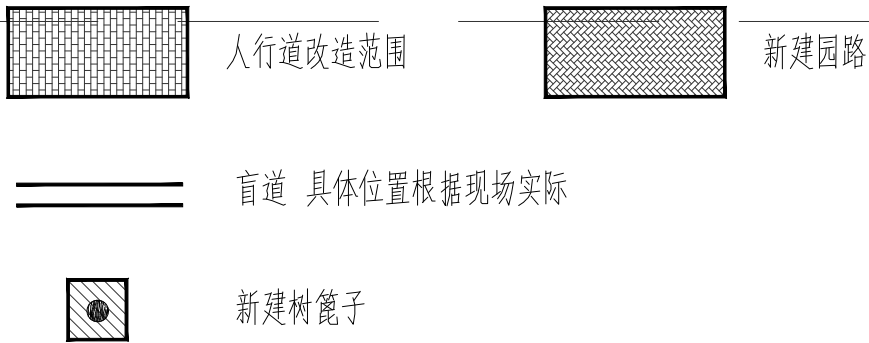 人行道改造范围
新建园路
盲道 具体位置根据现场实际
新建树篦子